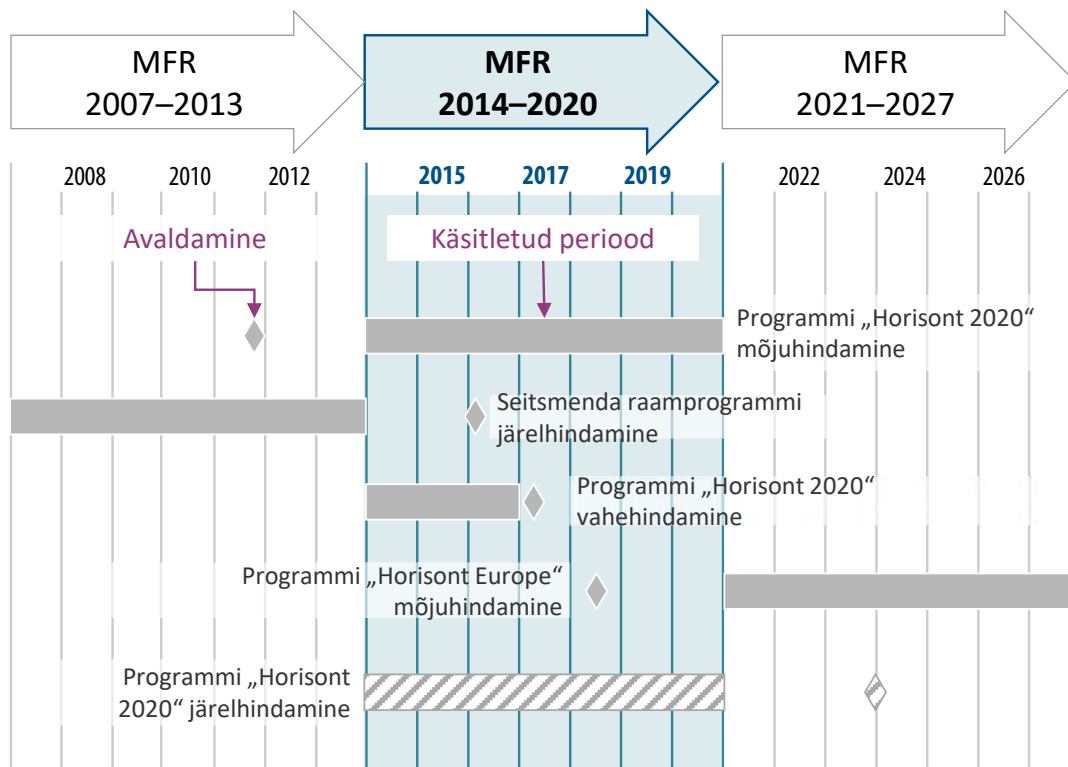 MFR
2007–2013
MFR
2014–2020
MFR
2021–2027
2008 2010 2012 2015 2017 2019 2022 2024 2026
Avaldamine
Käsitletud periood
Programmi „Horisont 2020“
mõjuhindamine
Seitsmenda raamprogrammi
järelhindamine
Programmi „Horisont 2020“
vahehindamine
Programmi „Horisont Europe“
mõjuhindamine
Programmi „Horisont
2020“ järelhindamine